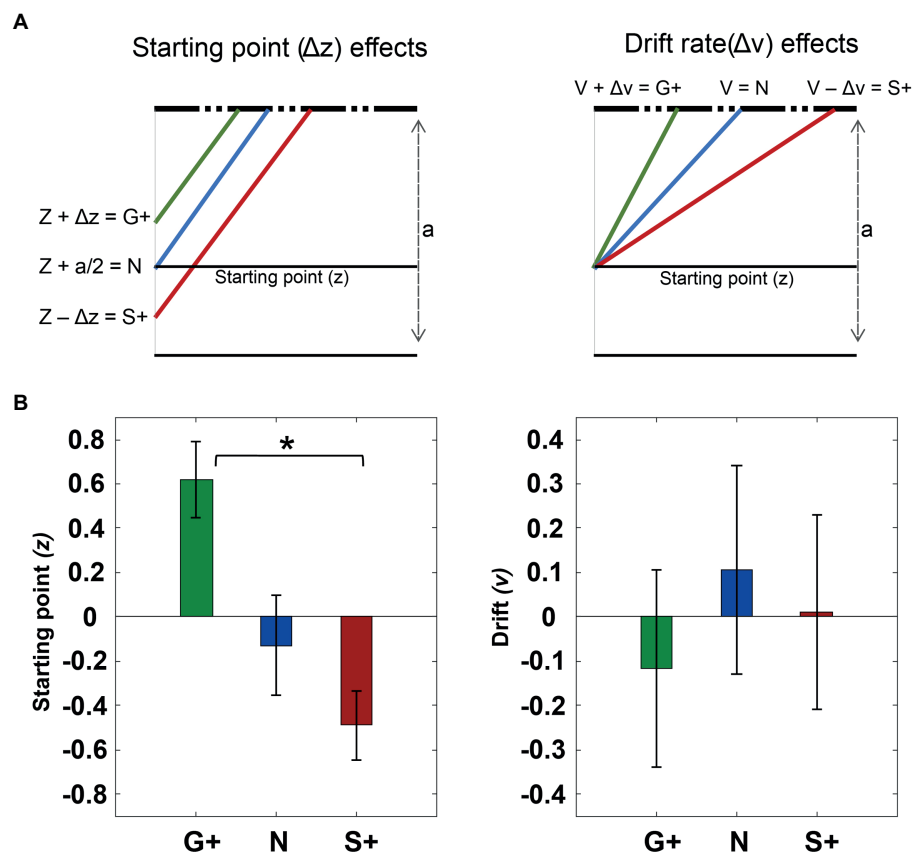 A
Starting point (Δz) effects
Z + Δz = G+
Z + a/2 = N
Z – Δz = S+
Starting point (z)
a
Drift rate(Δv) effects
V + Δv = G+ V = N V – Δv = S+
Starting point (z)
a
B
Starting point (z)
0.8
0.6
0.4
0.2
0
-0.2
-0.4
-0.6
-0.8
*
G+ N S+
Drift (v)
0.4
0.3
0.2
0.1
0
-0.1
-0.2
-0.3
-0.4
G+ N S+